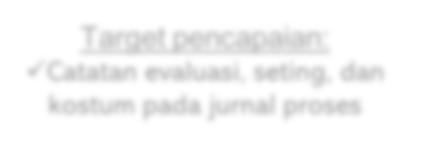 Target pencapaian:
✓Catatan evaluasi, seting, dan
kostum pada jurnal proses